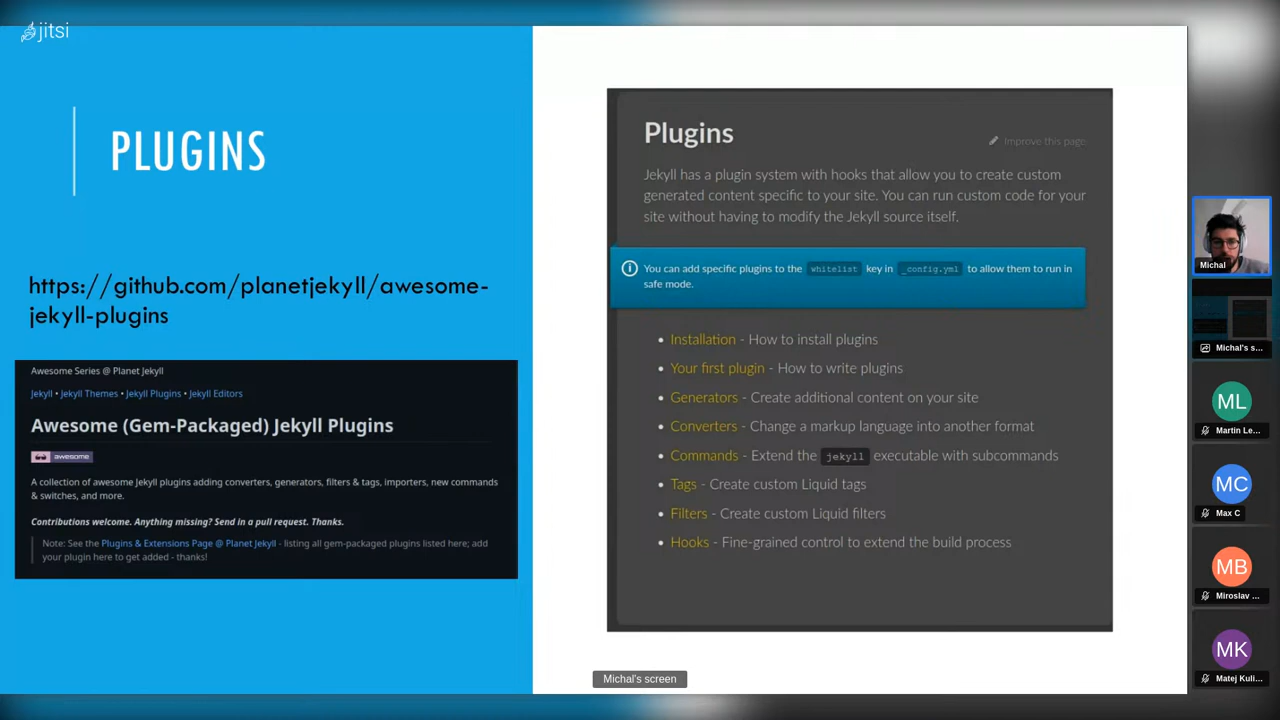 jitsi
PLUGINS
https://github.com/planetjekyll/awesome-
jekyll-plugins
Awesome Series @ Planet Jekyll
Jekyll • Jekyll Themes • Jekyll Plugins • Jekyll Editors
Awesome (Gem-Packaged) Jekyll Plugins
awesome
A collection of awesome Jekyll plugins adding converters, generators, filters & tags, importers, new commands
& switches, and more.
Contributions welcome. Anything missing? Send in a pull request. Thanks.
Note: See the Plugins & Extensions Page @ Planet Jekyll - listing all gem-packaged plugins listed here; add
your plugin here to get added - thanks!
Plugins
Improve this page
Jekyll has a plugin system with hooks that allow you to create custom
generated content specific to your site. You can run custom code for your
site without having to modify the Jekyll source itself.
You can add specific plugins to the whitelist key in _config.yml to allow them to run in
safe mode.
• Installation - How to install plugins
• Your first plugin - How to write plugins
• Generators - Create additional content on your site
• Converters - Change a markup language into another format
• Commands - Extend the jekyll executable with subcommands
• Tags - Create custom Liquid tags
• Filters - Create custom Liquid filters
• Hooks - Fine-grained control to extend the build process
Michal's screen
Michal
Michal's s...
ML
Martin Le...
MC
Max C
MB
Miroslav ...
MK
Matej Kuli...